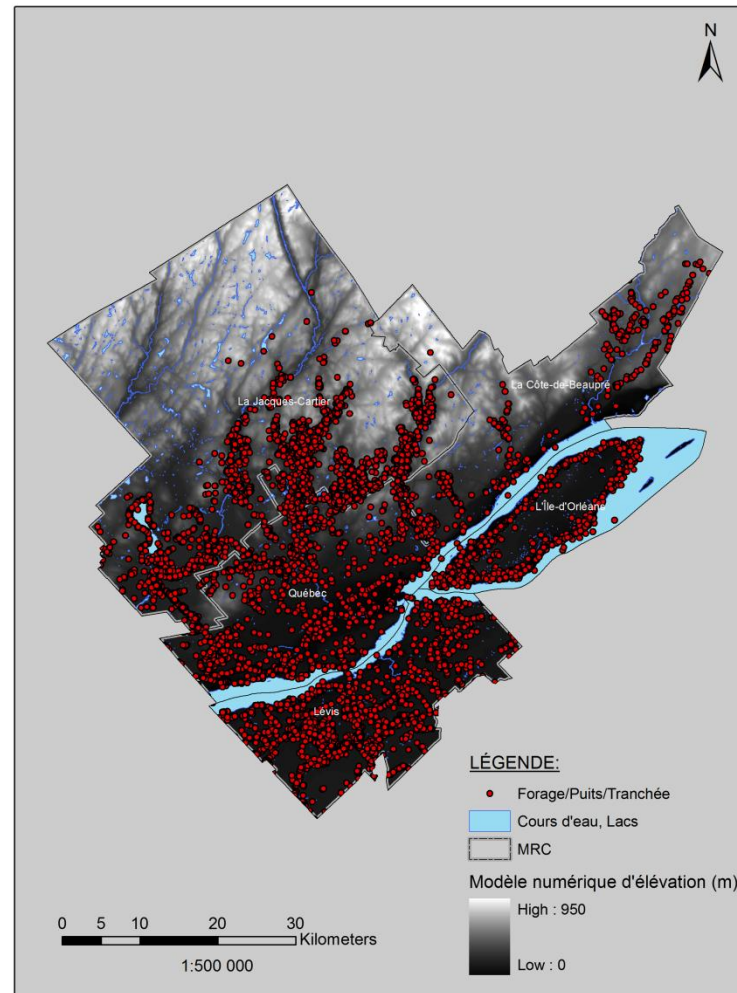 N
La Côte-de-Beaupré
La Jacques-Cartier
L'Île-d'Orléans
Québec
Lévis
LÉGENDE:
Forage/Puits/Tranchée
Cours d'eau, Lacs
MRC
Modèle numérique d'élévation (m)
High : 950
Low : 0
0 5 10 20 30
Kilometers
1:500 000